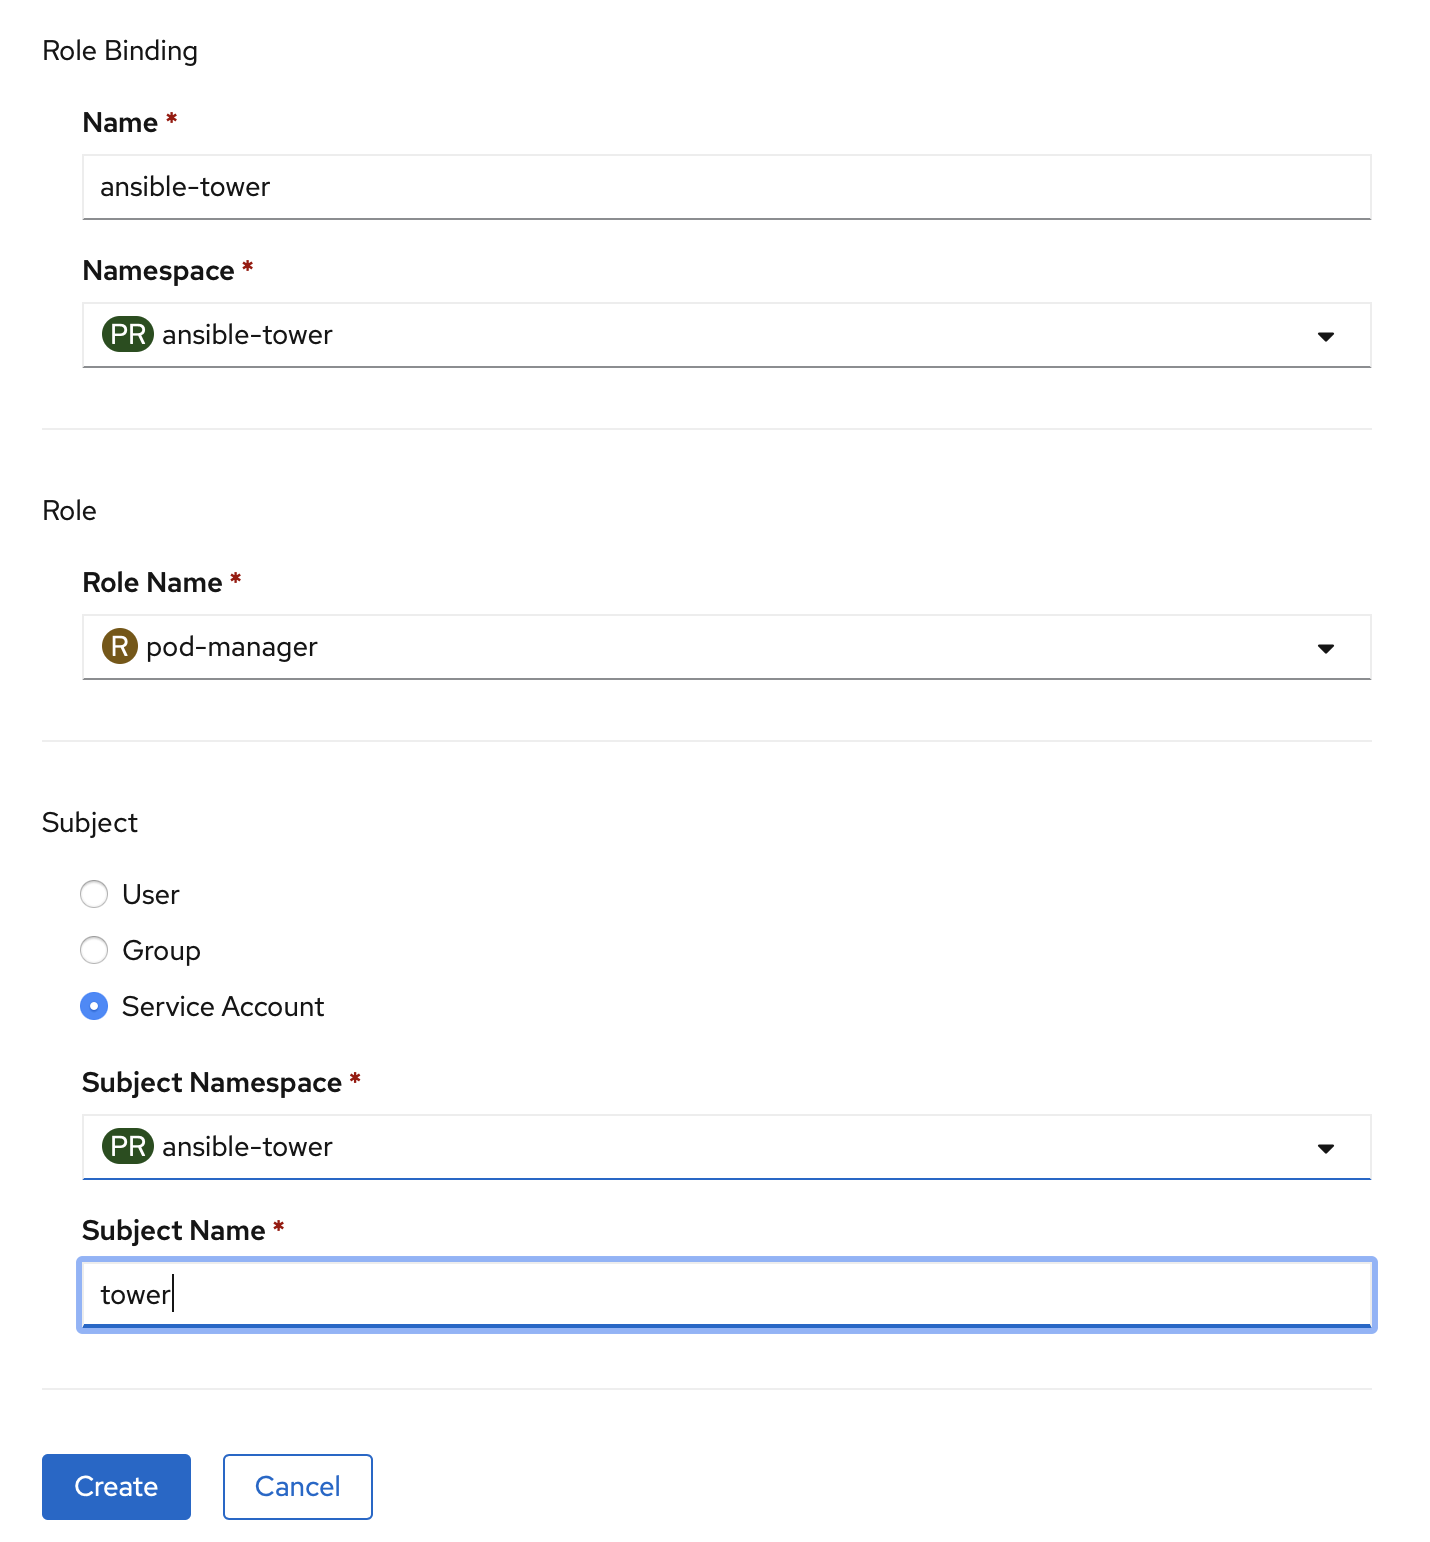 Role Binding
Name *
ansible-tower
Namespace *
PR ansible-tower
Role
Role Name *
R pod-manager
Subject
User
Group
Service Account
Subject Namespace *
PR ansible-tower
Subject Name *
tower
Create Cancel